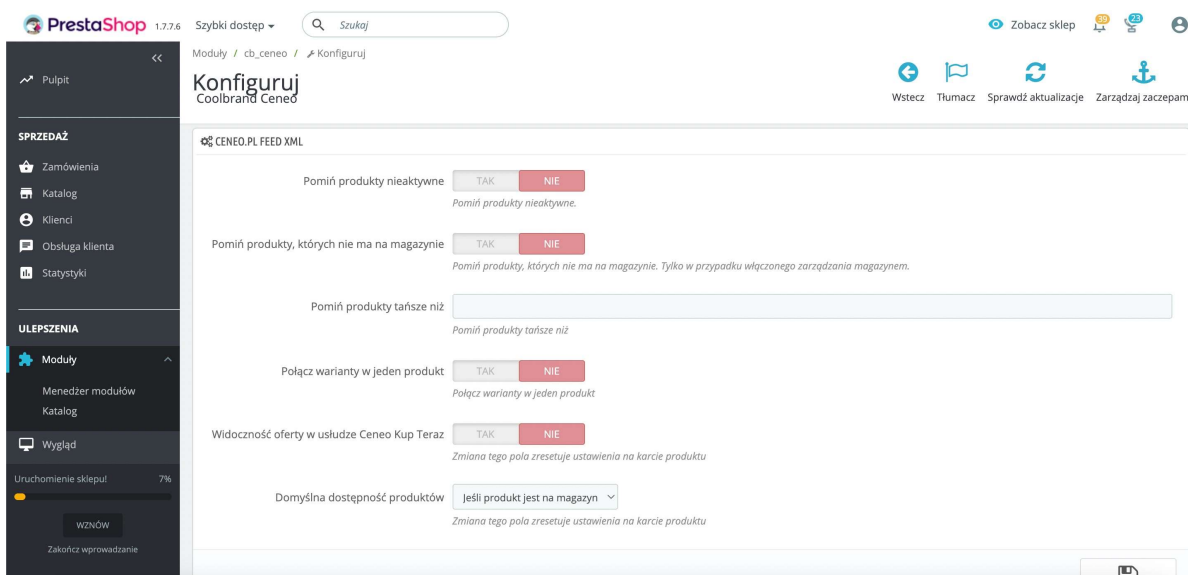 PrestaShop 1.7.7.6 Szybki dostęp Szukaj Zobacz sklep 39 23
Moduły / cb_ceneo / Konfiguruj
Konfiguruj
Coolbrand Ceneo
Wstecz Tłumacz Sprawdź aktualizacje Zarządzaj zaczepam
Pulpit
SPRZEDAŻ
Zamówienia
Katalog
Klienci
Obsługa klienta
Statystyki
ULEPSZENIA
Moduły
Menedżer modułów
Katalog
Wygląd
Uruchomienie sklepu! 7%
WZNÓW
Zakończ wprowadzanie
CENEO.PL FEED XML
Pomiń produkty nieaktywne TAK NIE
Pomiń produkty nieaktywne.
Pomiń produkty, których nie ma na magazynie TAK NIE
Pomiń produkty, których nie ma na magazynie. Tylko w przypadku włączonego zarządzania magazynem.
Pomiń produkty tańsze niż
Pomiń produkty tańsze niż
Połącz warianty w jeden produkt TAK NIE
Połącz warianty w jeden produkt
Widoczność oferty w usłudze Ceneo Kup Teraz TAK NIE
Zmiana tego pola zresetuje ustawienia na karcie produktu
Domyślna dostępność produktów Jeśli produkt jest na magazyn
Zmiana tego pola zresetuje ustawienia na karcie produktu